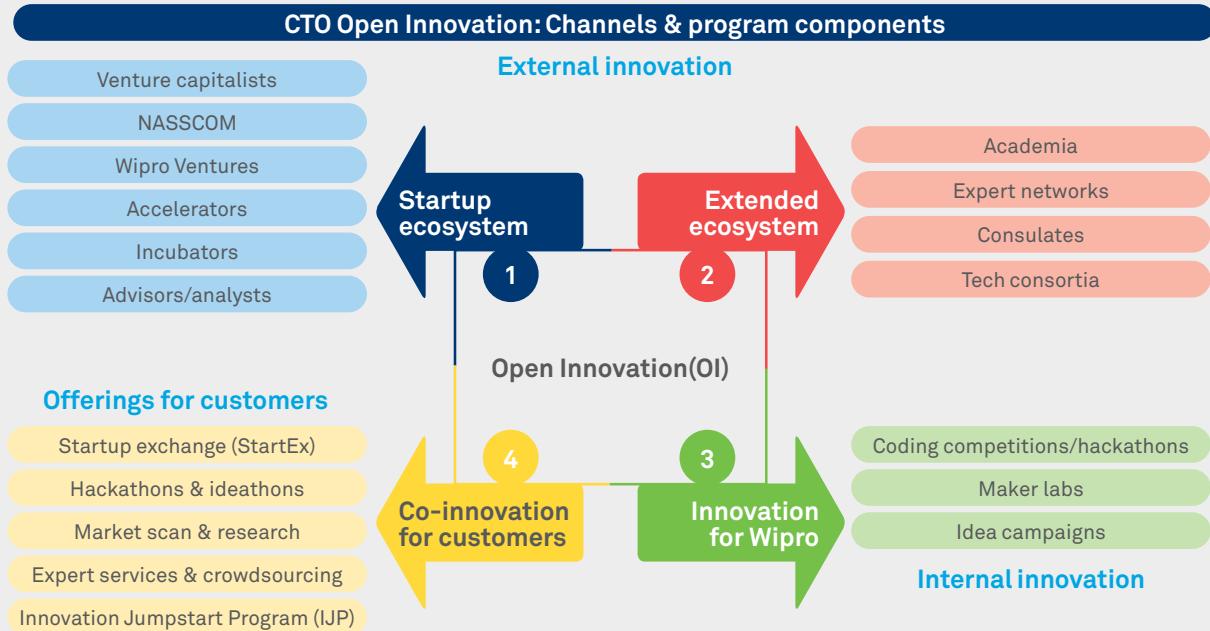 CTO Open Innovation: Channels & program components
External innovation
Venture capitalists
NASSCOM
Wipro Ventures
Accelerators
Incubators
Advisors/analysts
Startup
ecosystem
1
Extended
ecosystem
2
Academia
Expert networks
Consulates
Tech consortia
Open Innovation(OI)
Offerings for customers
Startup exchange (StartEx)
Hackathons & ideathons
Market scan & research
Expert services & crowdsourcing
Innovation Jumpstart Program (IJP)
4
Co-innovation
for customers
3
Innovation
for Wipro
Coding competitions/hackathons
Maker labs
Idea campaigns
Internal innovation